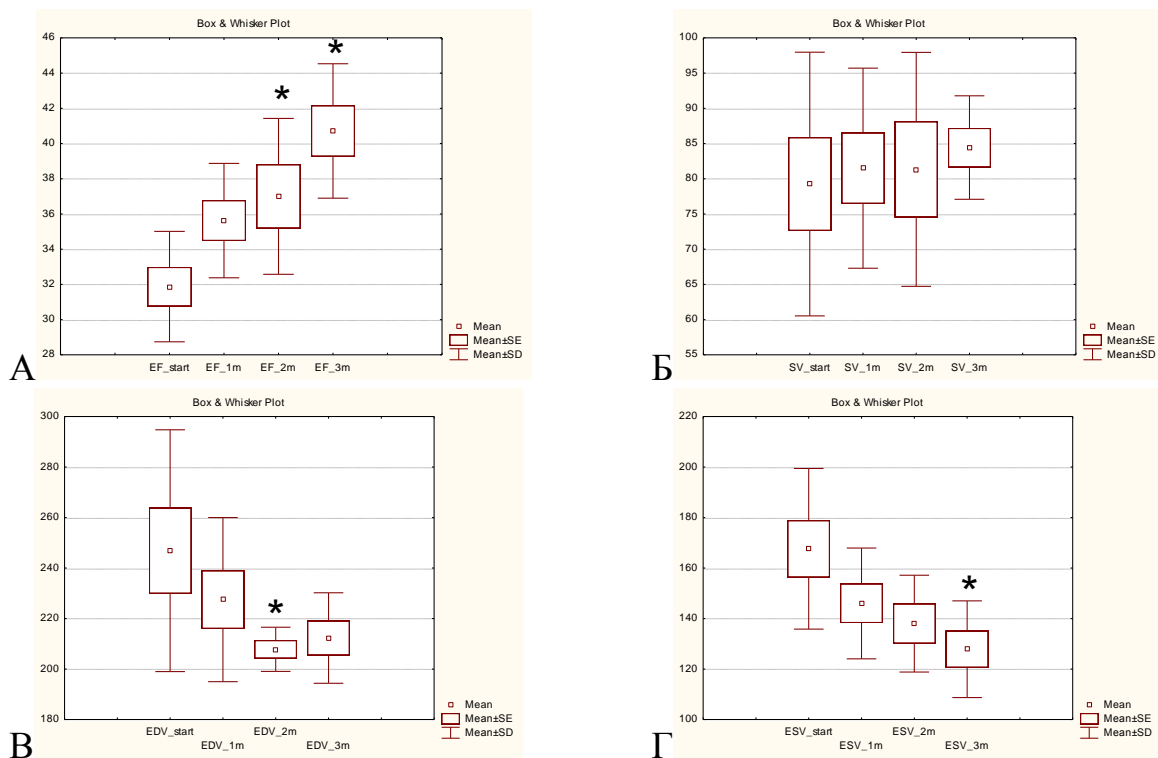 Box & Whisker Plot
46
44
42
40
38
36
34
32
30
28
*
*
EF_start EF_1m EF_2m EF_3m
Mean
Mean±SE
Mean±SD
А
Box & Whisker Plot
100
95
90
85
80
75
70
65
60
55
SV_start SV_1m SV_2m SV_3m
Mean
Mean±SE
Mean±SD
Б
Box & Whisker Plot
300
280
260
240
220
200
180
*
EDV_start EDV_2m
EDV_1m EDV_3m
Mean
Mean±SE
Mean±SD
В
Box & Whisker Plot
220
200
180
160
140
120
100
*
ESV_start ESV_2m
ESV_1m ESV_3m
Mean
Mean±SE
Mean±SD
Г